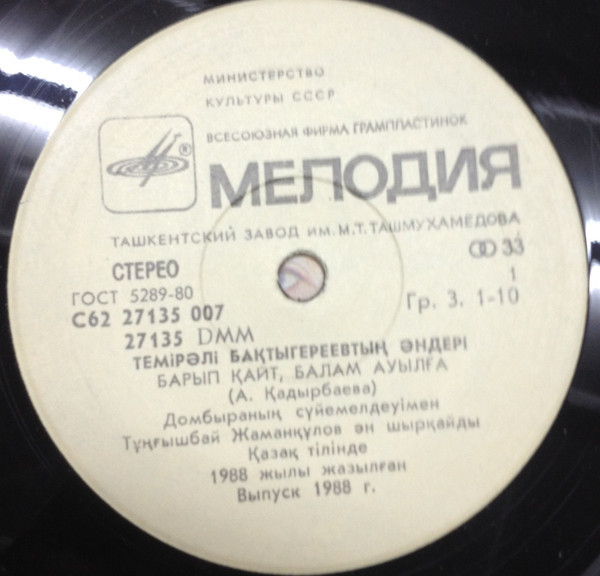 МИНИСТЕРСТВО
КУЛЬТУРЫ СССР
ВСЕСОЮЗНАЯ ФИРМА ГРАМПЛАСТИНОК
®
МЕЛОДИЯ
ТАШКЕНТСКИЙ ЗАВОД ИМ. М.Т. ТАШМУХАМЕДОВА
СТЕРЕО
33
ГОСТ 5289-80
1
С62 27135 007
Гр. 3. 1-10
27135 DMM
ТЕМІРӘЛІ БАҚТЫГЕРЕЕВТЫҢ ӘНДЕРІ
БАРЫП ҚАЙТ, БАЛАМ АУЫЛҒА
(А. Қадырбаева)
Домбыраның сүйемелдеуімен
Тұңғышбай Жаманқұлов ән шырқайды
Қазақ тілінде
1988 жылы жазылған
Выпуск 1988 г.